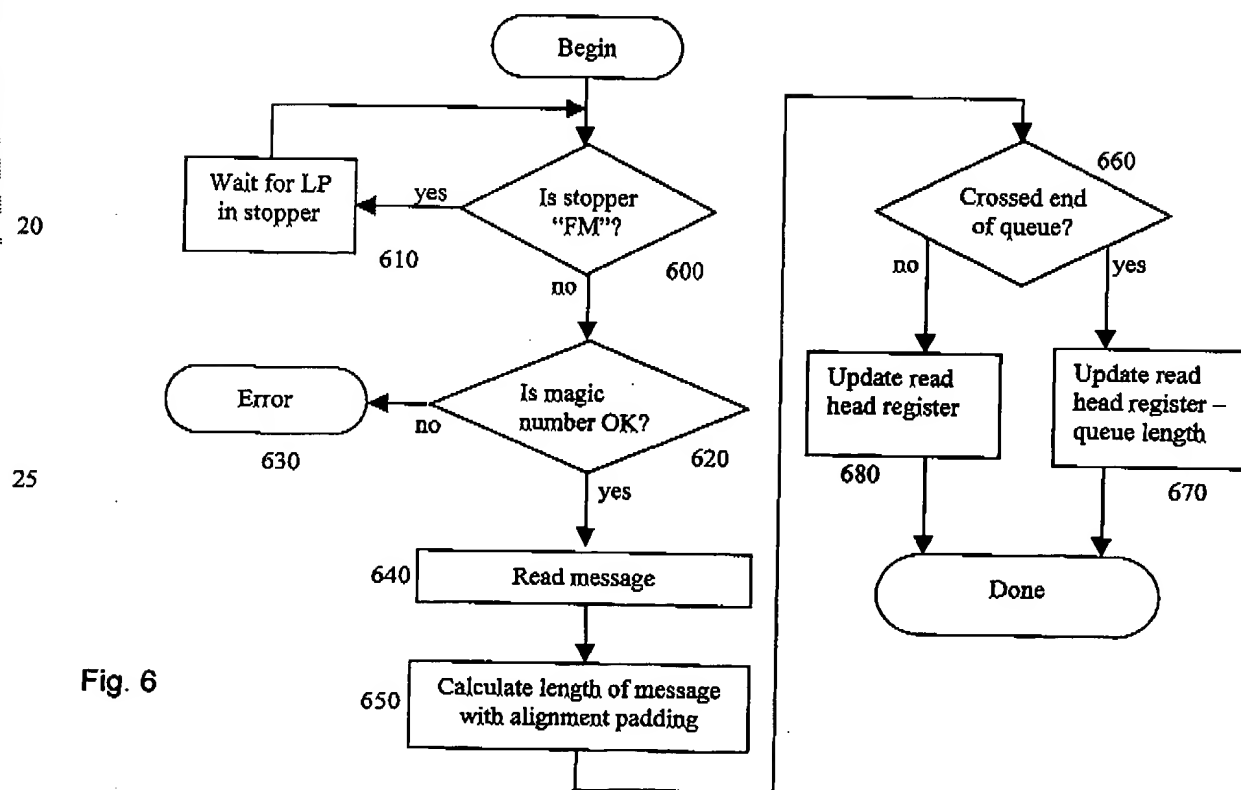 Begin
Wait for LP
in stopper
610
yes
Is stopper
“FM”?
600
no
Error
630
no
Is magic
number OK?
620
yes
640
Read message
650
Calculate length of message
with alignment padding
660
Crossed end
of queue?
no
yes
Update read
head register
680
Update read
head register –
queue length
670
Done
20
25
Fig. 6